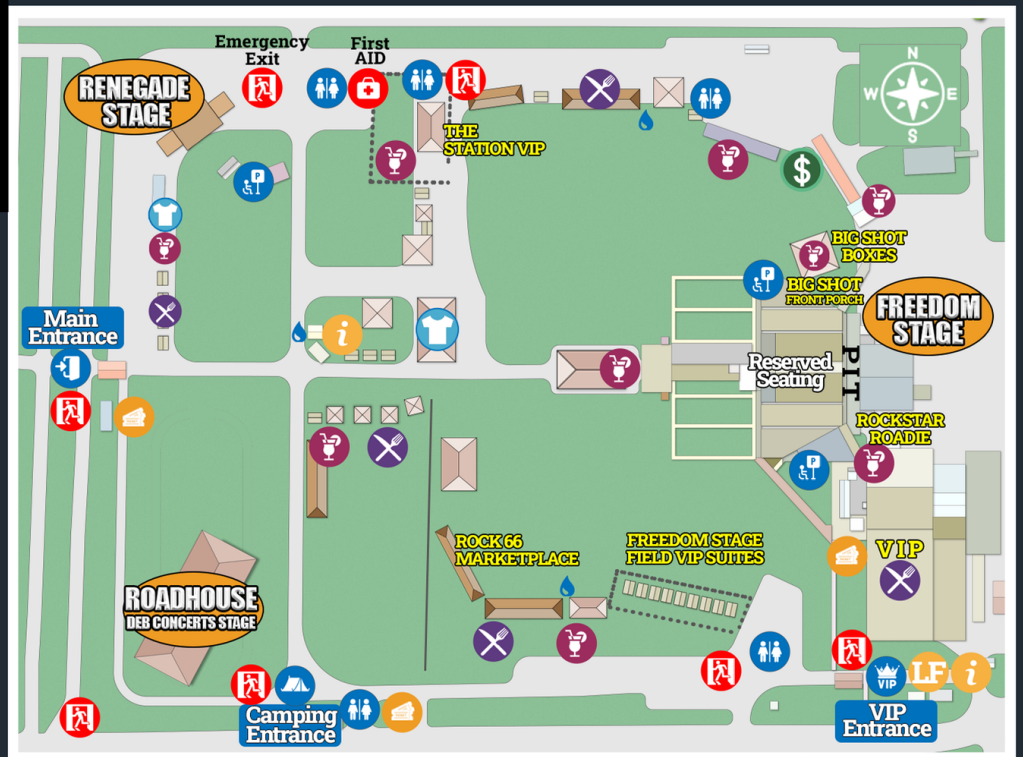 Emergency
Exit
First
AID
N
W
E
S
RENEGADE
STAGE
THE
STATION VIP
$
P
BIG SHOT
BOXES
P
BIG SHOT
FRONT PORCH
FREEDOM
STAGE
Main
Entrance
i
Reserved
Seating
PIT
ROCKSTAR
ROADIE
P
ROCK 66
MARKETPLACE
FREEDOM STAGE
FIELD VIP SUITES
VIP
ROADHOUSE
DEB CONCERTS STAGE
VIP
LF
i
Camping
Entrance
VIP
Entrance